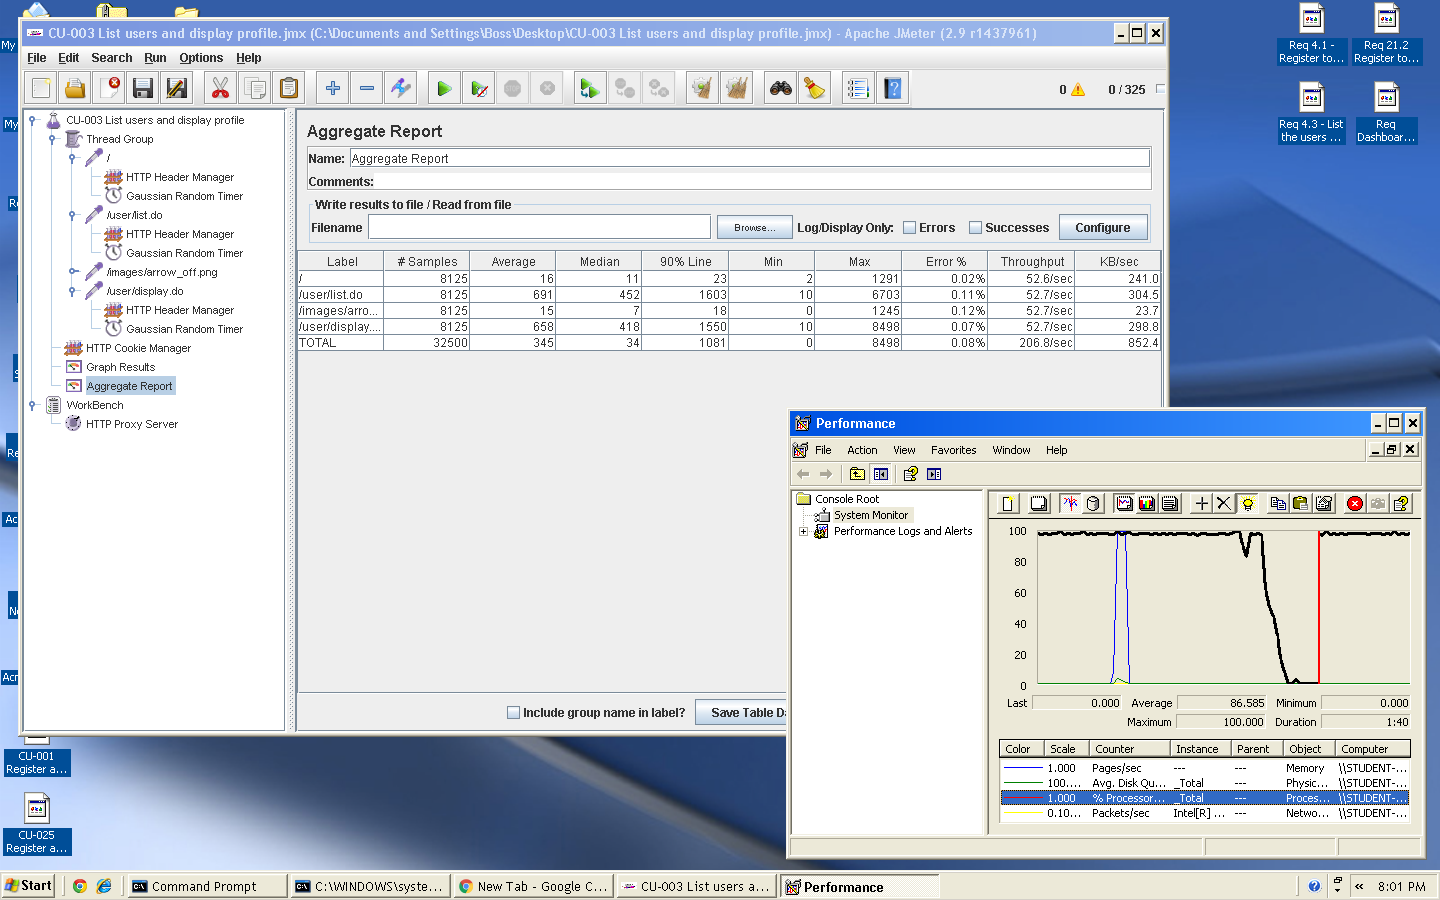 CU-003 List users and display profile.jmx (C:\Documents and Settings\Boss\Desktop\CU-003 List users and display profile.jmx) - Apache JMeter (2.9 r1437961)
File Edit Search Run Options Help
0 0 / 325
CU-003 List users and display profile
Thread Group
/
HTTP Header Manager
Gaussian Random Timer
/user/list.do
HTTP Header Manager
Gaussian Random Timer
/images/arrow_off.png
/user/display.do
HTTP Header Manager
Gaussian Random Timer
HTTP Cookie Manager
Graph Results
Aggregate Report
WorkBench
HTTP Proxy Server
Aggregate Report
Name: Aggregate Report
Comments:
Write results to file / Read from file
Filename Browse... Log/Display Only: Errors Successes Configure
Label # Samples Average Median 90% Line Min Max Error % Throughput KB/sec
/ 8125 16 11 23 2 1291 0.02% 52.6/sec 241.0
/user/list.do 8125 691 452 1603 10 6703 0.11% 52.7/sec 304.5
/images/arro... 8125 15 7 18 0 1245 0.12% 52.7/sec 23.7
/user/display.... 8125 658 418 1550 10 8498 0.07% 52.7/sec 298.8
TOTAL 32500 345 34 1081 0 8498 0.08% 206.8/sec 852.4
Include group name in label? Save Table Da
Req 4.1 -
Register to...
Req 21.2
Register to...
Req 4.3 - List
the users ...
Req
Dashboar...
My
My
CU-001
Register a...
CU-025
Register a...
Performance
File Action View Favorites Window Help
Console Root
System Monitor
Performance Logs and Alerts
100
80
60
40
20
0
Last 0.000 Average 86.585 Minimum 0.000
Maximum 100.000 Duration 1:40
Color Scale Counter Instance Parent Object Computer
1.000 Pages/sec --- --- Memory \\STUDENT-...
100.... Avg. Disk Qu... _Total --- Physic... \\STUDENT-...
1.000 % Processor... _Total --- Proces... \\STUDENT-...
0.10... Packets/sec Intel[R] ... --- Netwo... \\STUDENT-...
Start Command Prompt C:\WINDOWS\syste... New Tab - Google C... CU-003 List users a... Performance « 8:01 PM